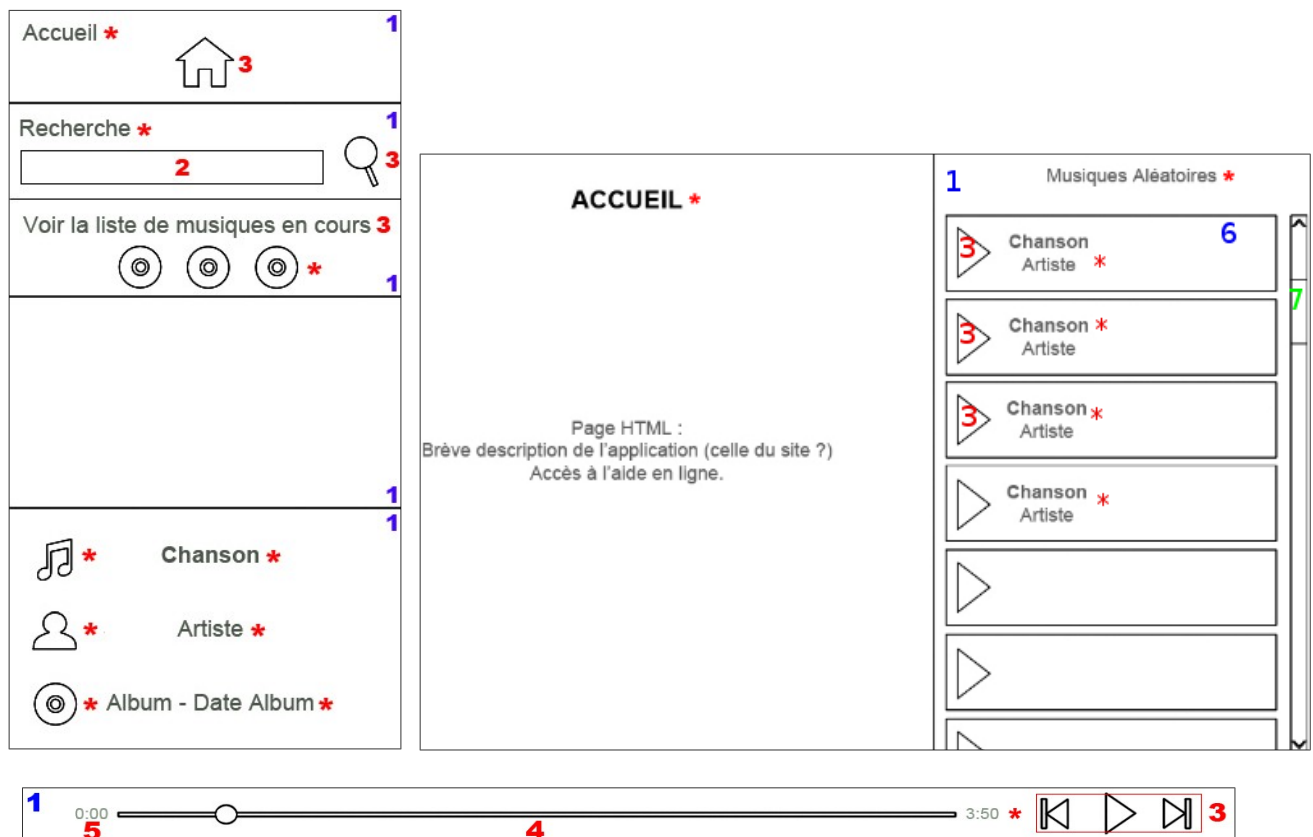 Accueil * 1
3
Recherche * 1
2 3
Voir la liste de musiques en cours 3
* 1
1
1
* Chanson *
* Artiste *
* Album - Date Album *
ACCUEIL *
Page HTML :
Brève description de l'application (celle du site ?)
Accès à l'aide en ligne.
1 Musiques Aléatoires *
3 Chanson 6
Artiste *
7
3 Chanson *
Artiste
3 Chanson *
Artiste
Chanson *
Artiste
1
0:00 3:50 * 3
5 4